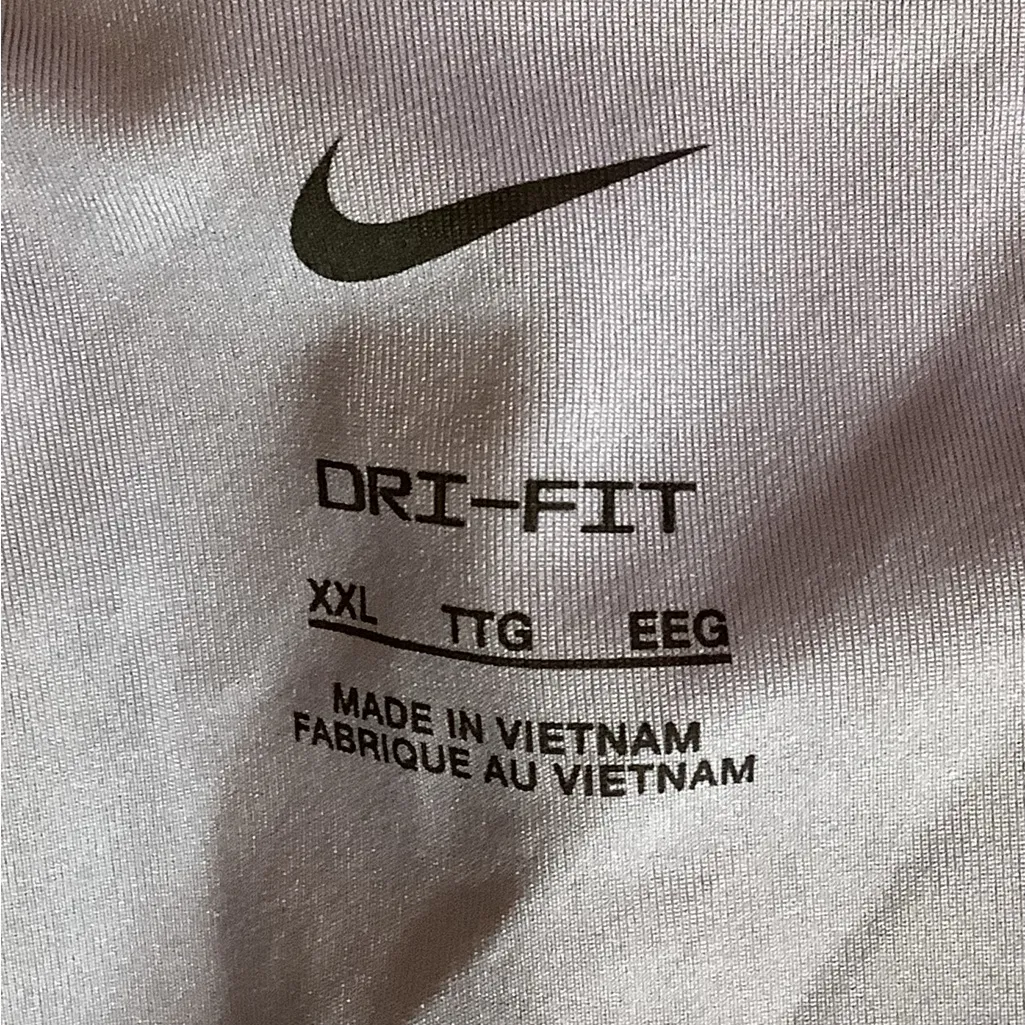 DRI-FIT
XXL TTG EEG
MADE IN VIETNAM
FABRIQUE AU VIETNAM